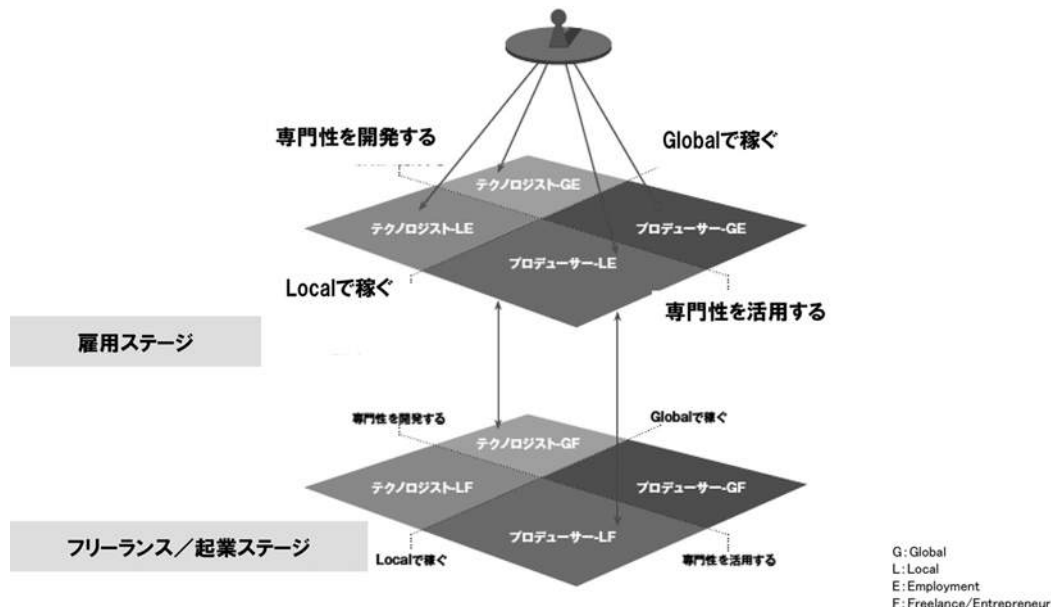 専門性を開発する
Globalで稼ぐ
テクノロジスト-GE
テクノロジスト-LE
プロデューサー-GE
プロデューサー-LE
Localで稼ぐ
専門性を活用する
雇用ステージ
専門性を開発する
Globalで稼ぐ
テクノロジスト-GF
テクノロジスト-LF
プロデューサー-GF
プロデューサー-LF
フリーランス／起業ステージ
Localで稼ぐ
専門性を活用する
G:Global
L:Local
E:Employment
F:Freelance/Entrepreneur